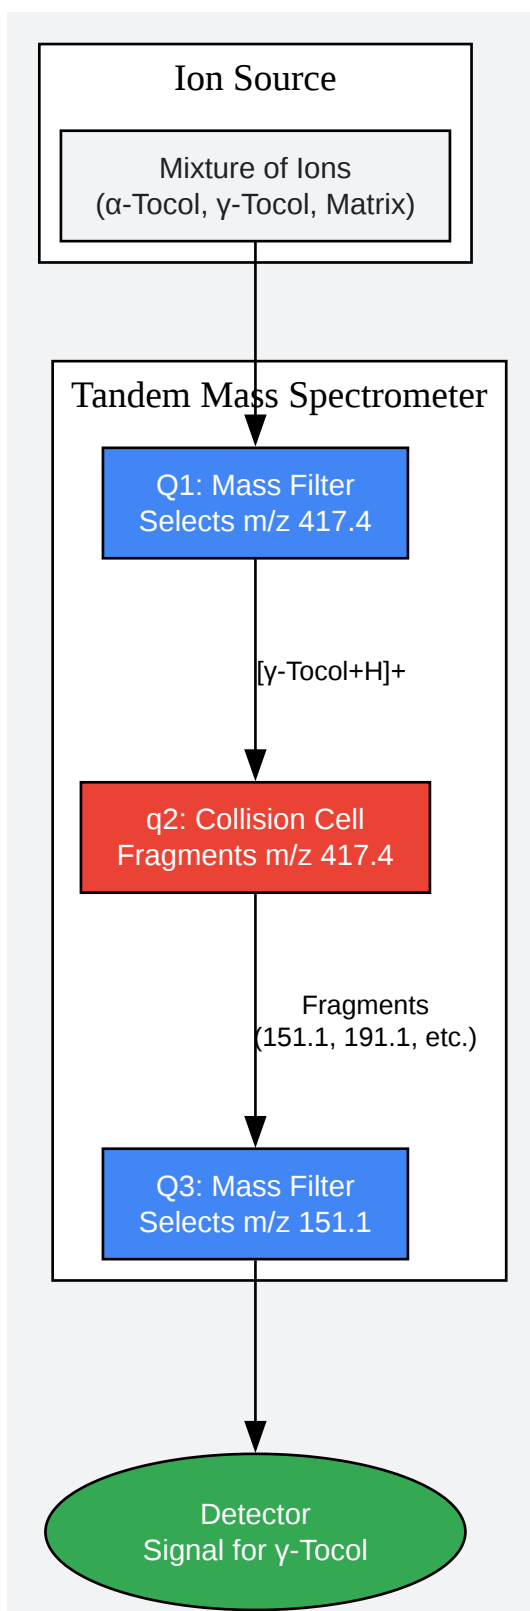 Ion Source
Mixture of Ions
(α-Tocol, γ-Tocol, Matrix)
Tandem Mass Spectrometer
Q1: Mass Filter
Selects m/z 417.4
[γ-Tocol+H]+
q2: Collision Cell
Fragments m/z 417.4
Fragments
(151.1, 191.1, etc.)
Q3: Mass Filter
Selects m/z 151.1
Detector
Signal for γ-Tocol